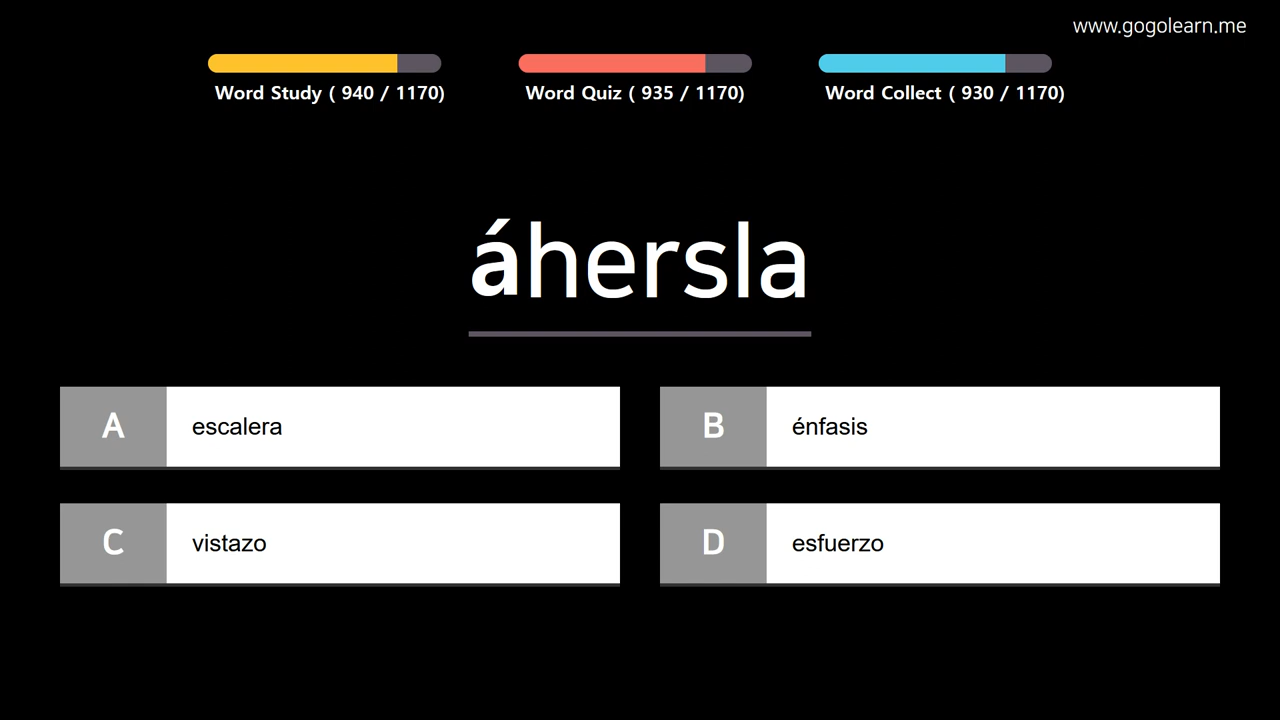 www.gogolearn.me
Word Study ( 940 / 1170)
Word Quiz ( 935 / 1170)
Word Collect ( 930 / 1170)
áhersla
A escalera
B énfasis
C vistazo
D esfuerzo